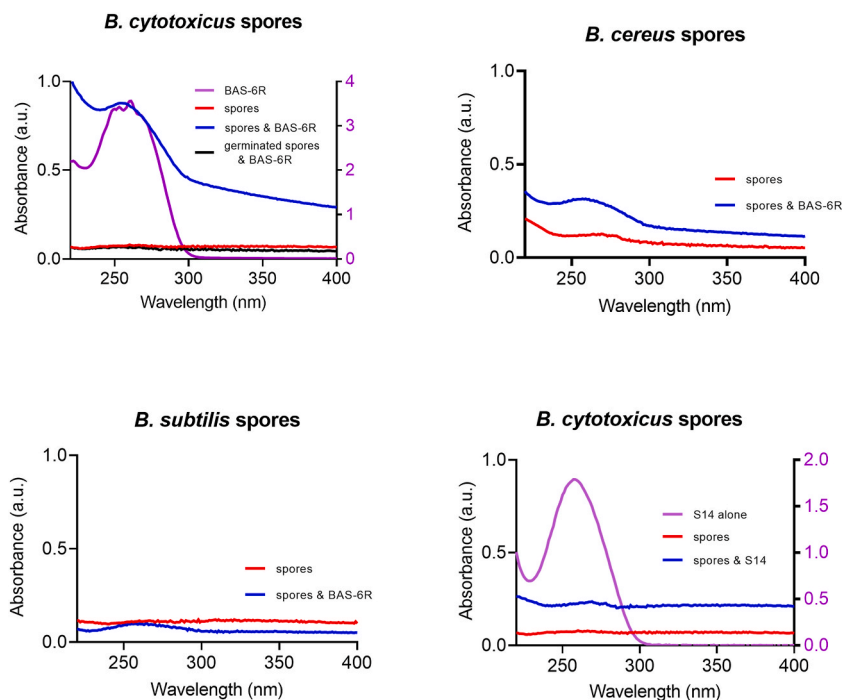 B. cytotoxicus spores
Absorbance (a.u.)
1.0
0.5
0.0
4
3
2
1
0
BAS-6R
spores
spores & BAS-6R
germinated spores
& BAS-6R
250
300
350
400
Wavelength (nm)
B. cereus spores
Absorbance (a.u.)
1.0
0.5
0.0
spores
spores & BAS-6R
250
300
350
400
Wavelength (nm)
B. subtilis spores
Absorbance (a.u.)
1.0
0.5
0.0
spores
spores & BAS-6R
250
300
350
400
Wavelength (nm)
B. cytotoxicus spores
Absorbance (a.u.)
1.0
0.5
0.0
2.0
1.5
1.0
0.5
0.0
S14 alone
spores
spores & S14
250
300
350
400
Wavelength (nm)